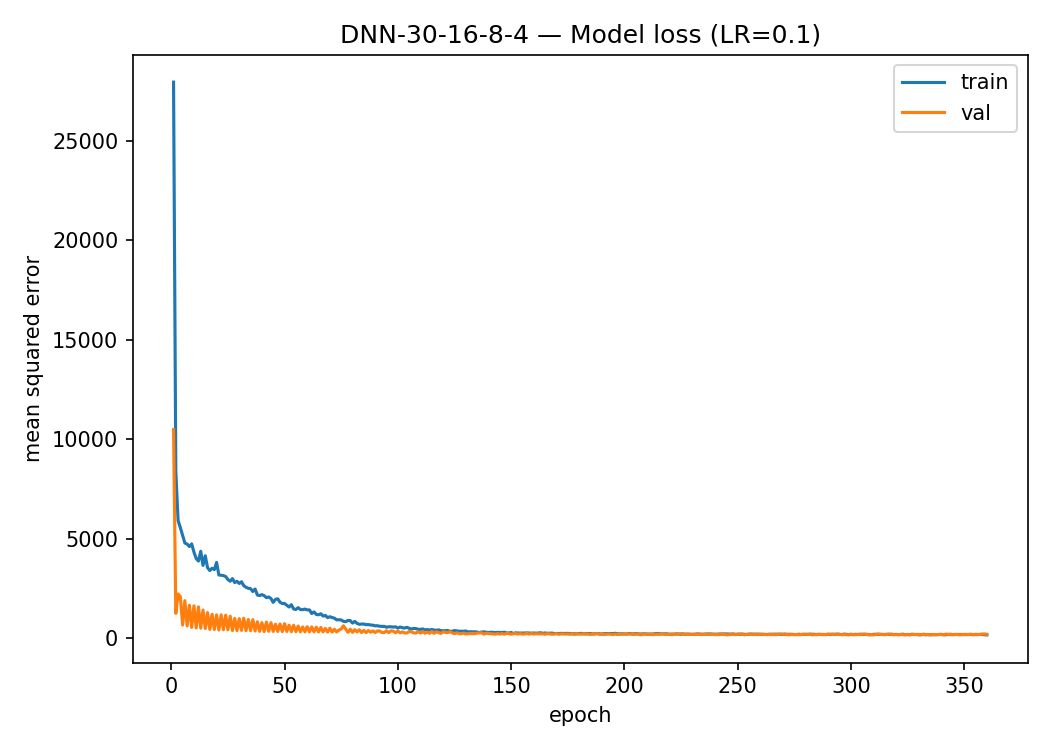 DNN-30-16-8-4 — Model loss (LR=0.1)
train
val
mean squared error
25000
20000
15000
10000
5000
0
0 50 100 150 200 250 300 350
epoch